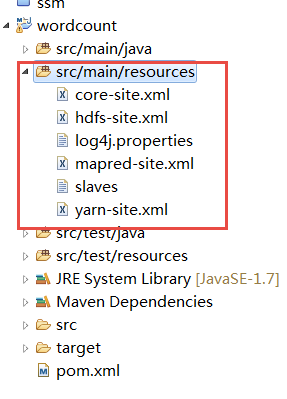 ssm
wordcount
src/main/java
src/main/resources
core-site.xml
hdfs-site.xml
log4j.properties
mapred-site.xml
slaves
yarn-site.xml
src/test/java
src/test/resources
JRE System Library [JavaSE-1.7]
Maven Dependencies
src
target
pom.xml